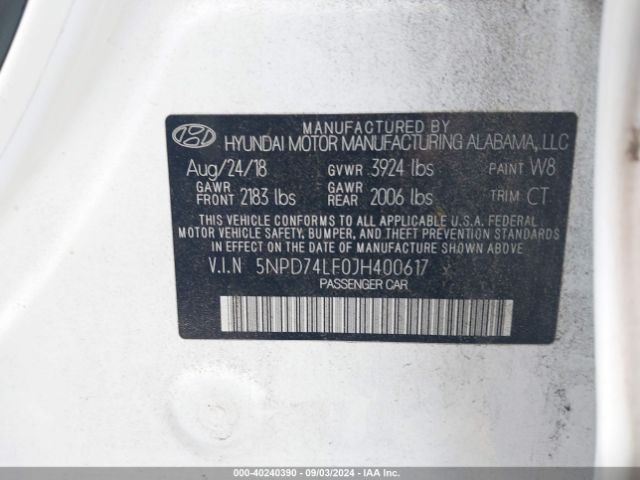 MANUFACTURED BY
HYUNDAI MOTOR MANUFACTURING ALABAMA, LLC
Aug/24/18 GVWR 3924 lbs PAINT W8
GAWR FRONT 2183 lbs GAWR REAR 2006 lbs TRIM CT
THIS VEHICLE CONFORMS TO ALL APPLICABLE U.S.A. FEDERAL
MOTOR VEHICLE SAFETY, BUMPER, AND THEFT PREVENTION STANDARDS
IN EFFECT ON THE DATE OF MANUFACTURE SHOWN ABOVE.
V.I.N 5NPD74LF0JH400617
PASSENGER CAR
000-40240390 - 09/03/2024 - IAA Inc.